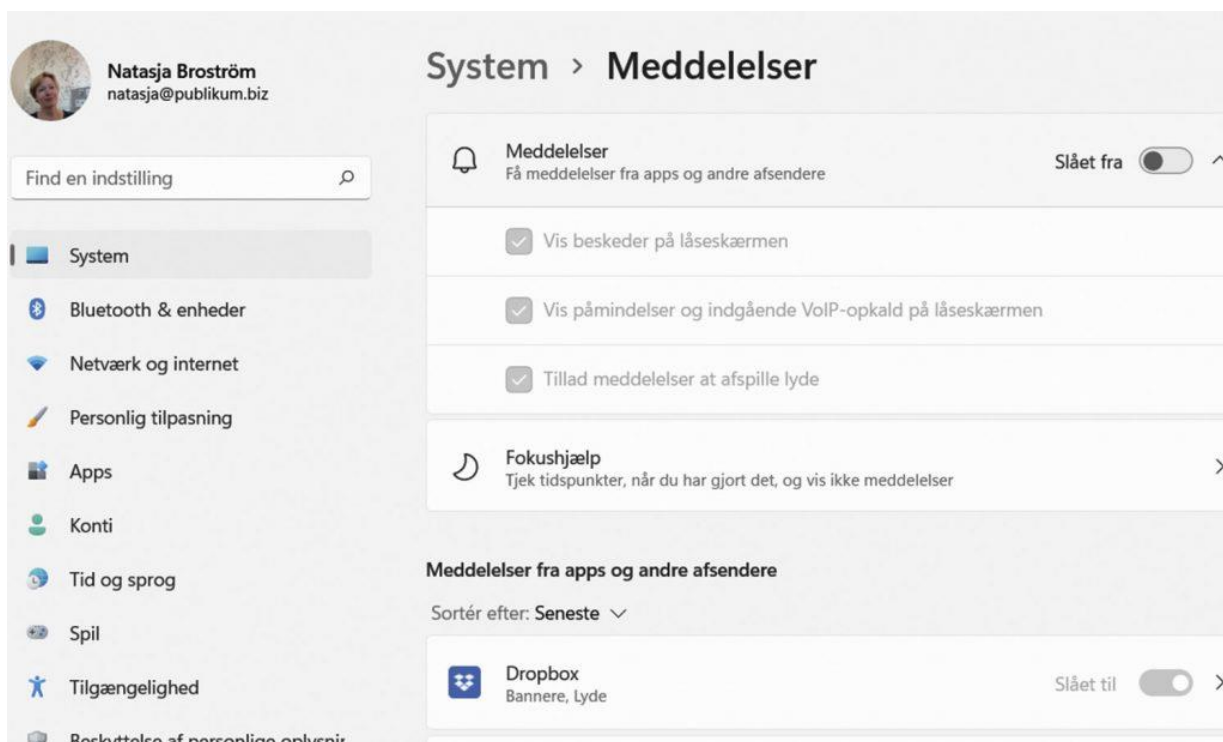 Natasja Broström
natasja@publikum.biz
Find en indstilling
System
Bluetooth & enheder
Netværk og internet
Personlig tilpasning
Apps
Konti
Tid og sprog
Spil
Tilgængelighed
Beskyttelse af personlige
System > Meddelelser
Meddelelser
Få meddelelser fra apps og andre afsendere
Slået fra
Vis beskeder på låseskærmen
Vis påmindelser og indgående VoIP-opkald på låseskærmen
Tillad meddelelser at afspille lyde
Fokushjælp
Tjek tidspunkter, når du har gjort det, og vis ikke meddelelser
Meddelelser fra apps og andre afsendere
Sortér efter: Seneste
Dropbox
Bannere, Lyde
Slået til